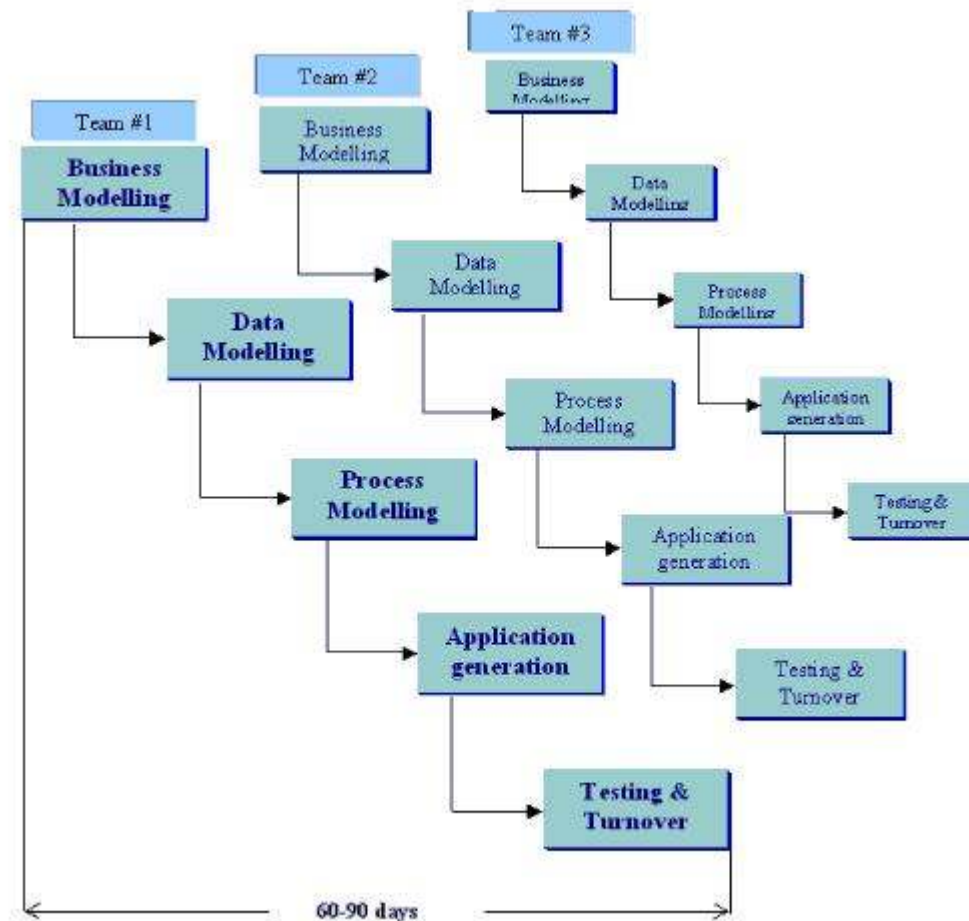 Team #1
Business
Modelling
Data
Modelling
Process
Modelling
Application
generation
Testing &
Turnover
Team #2
Business
Modelling
Data
Modelling
Process
Modelling
Application
generation
Testing &
Turnover
Team #3
Business
Modelling
Data
Modelling
Process
Modelling
Application
generation
Testing &
Turnover
60-90 days